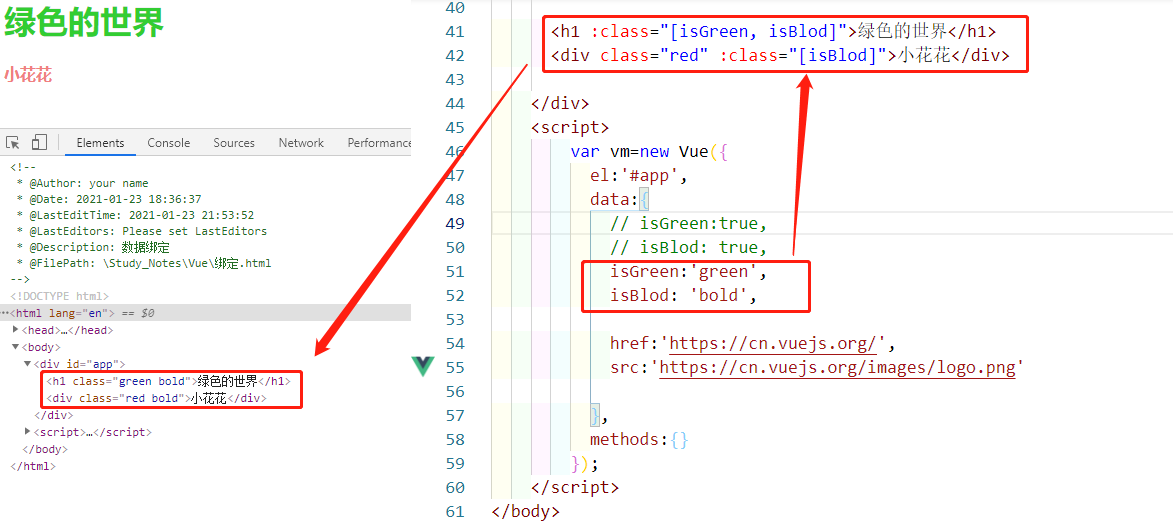 绿色的世界
小花花
Elements Console Sources Network Performance
<!--
* @Author: your name
* @Date: 2021-01-23 18:36:37
* @LastEditTime: 2021-01-23 21:53:52
* @LastEditors: Please set LastEditors
* @Description: 数据绑定
* @FilePath: \Study_Notes\Vue\绑定.html
-->
<!DOCTYPE html>
⋯<html lang="en"> == $0
▶<head>…</head>
▼<body>
▼<div id="app">
<h1 class="green bold">绿色的世界</h1>
<div class="red bold">小花花</div>
</div>
▶<script>…</script>
</body>
</html>
40
41 <h1 :class="[isGreen, isBlod]">绿色的世界</h1>
42 <div class="red" :class="[isBlod]">小花花</div>
43
44 </div>
45 <script>
46 var vm=new Vue({
47 el:'#app',
48 data:{
49 // isGreen:true,
50 // isBlod: true,
51 isGreen:'green',
52 isBlod: 'bold',
53
54 href:'https://cn.vuejs.org/',
55 src:'https://cn.vuejs.org/images/logo.png'
56
57 },
58 methods:{}
59 });
60 </script>
61 </body>